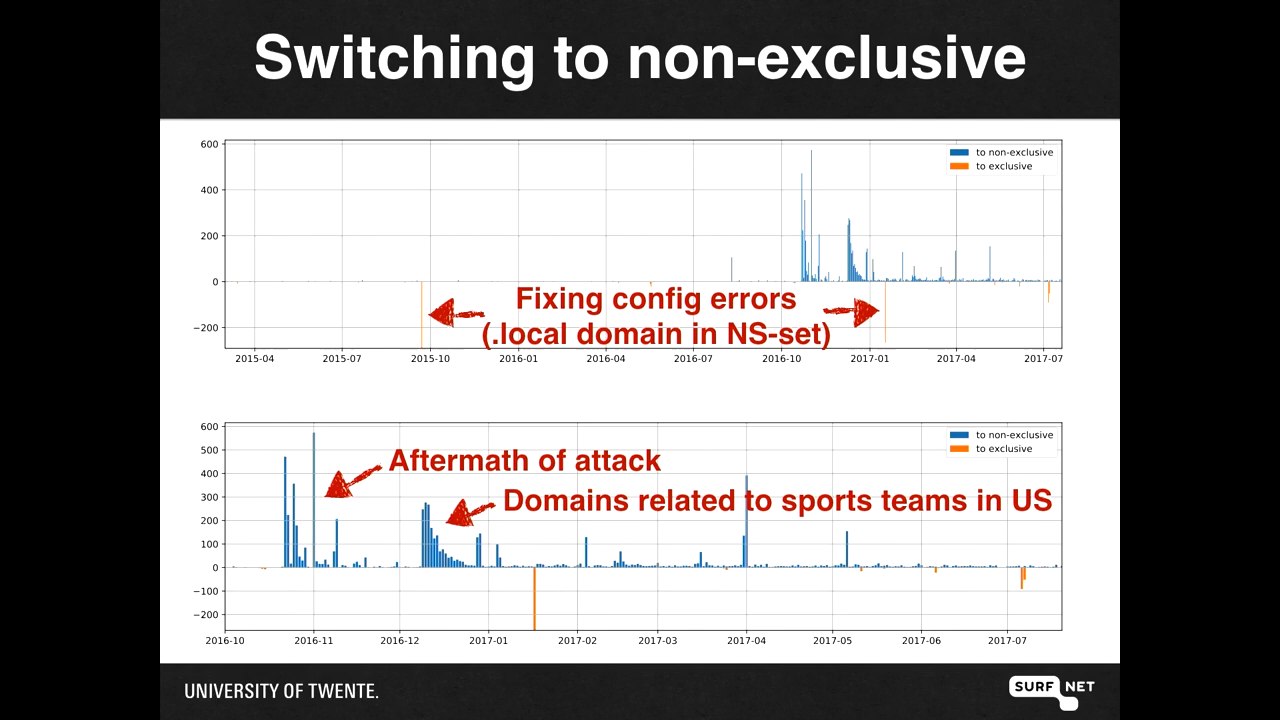 Switching to non-exclusive
600
400
200
0
−200
to non-exclusive
to exclusive
Fixing config errors
(.local domain in NS-set)
2015-04 2015-07 2015-10 2016-01 2016-04 2016-07 2016-10 2017-01 2017-04 2017-07
600
500
400
300
200
100
0
−100
−200
to non-exclusive
to exclusive
Aftermath of attack
Domains related to sports teams in US
2016-10 2016-11 2016-12 2017-01 2017-02 2017-03 2017-04 2017-05 2017-06 2017-07
UNIVERSITY OF TWENTE.
SURF NET